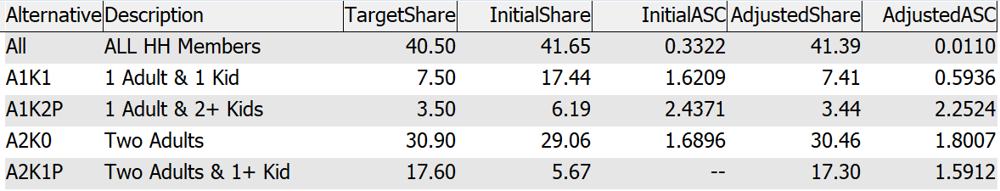 Alternative Description TargetShare InitialShare InitialASC AdjustedShare AdjustedASC
All ALL HH Members 40.50 41.65 0.3322 41.39 0.0110
A1K1 1 Adult & 1 Kid 7.50 17.44 1.6209 7.41 0.5936
A1K2P 1 Adult & 2+ Kids 3.50 6.19 2.4371 3.44 2.2524
A2K0 Two Adults 30.90 29.06 1.6896 30.46 1.8007
A2K1P Two Adults & 1+ Kid 17.60 5.67 -- 17.30 1.5912